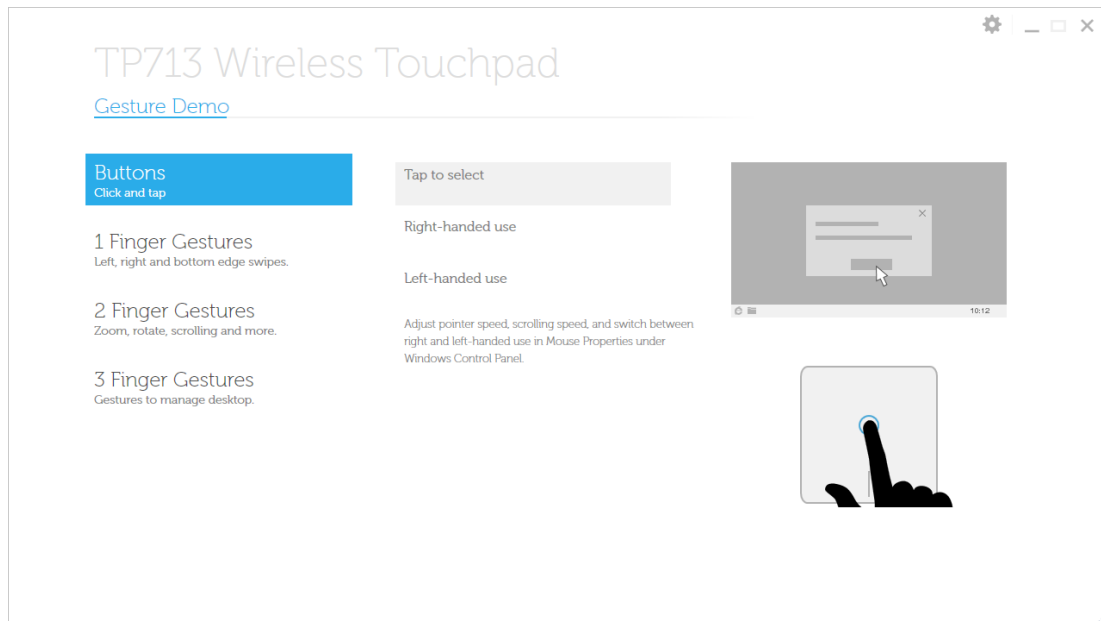 TP713 Wireless Touchpad
Gesture Demo
Buttons
Click and tap
1 Finger Gestures
Left, right and bottom edge swipes.
2 Finger Gestures
Zoom, rotate, scrolling and more.
3 Finger Gestures
Gestures to manage desktop.
Tap to select
Right-handed use
Left-handed use
Adjust pointer speed, scrolling speed, and switch between
right and left-handed use in Mouse Properties under
Windows Control Panel.
10:12